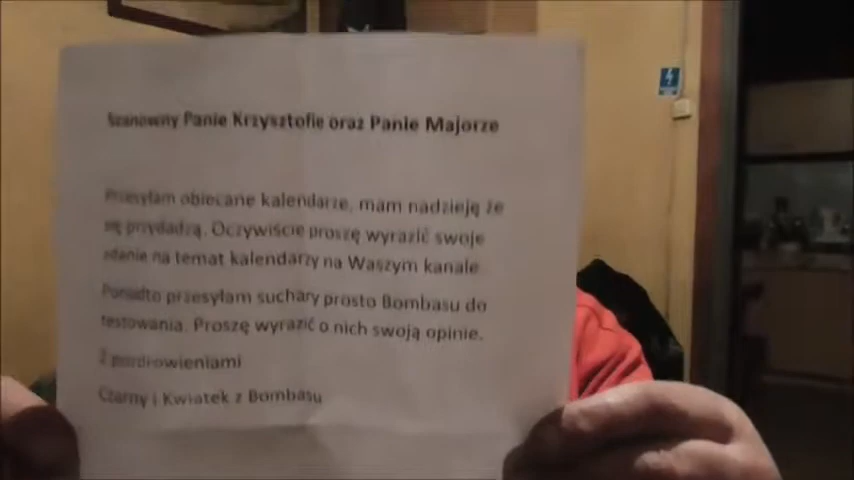 Szanowny Panie Krzysztofie oraz Panie Majorze
Przesyłam obiecane kalendarze, mam nadzieję że
się przydadzą. Oczywiście proszę wyrazić swoje
zdanie na temat kalendarzy na Waszym kanale
Ponadto przesyłam suchary prosto Bombasu do
testowania. Proszę wyrazić o nich swoją opinie.
Z pozdrowieniami
Czarny i Kwiatek z Bombasu